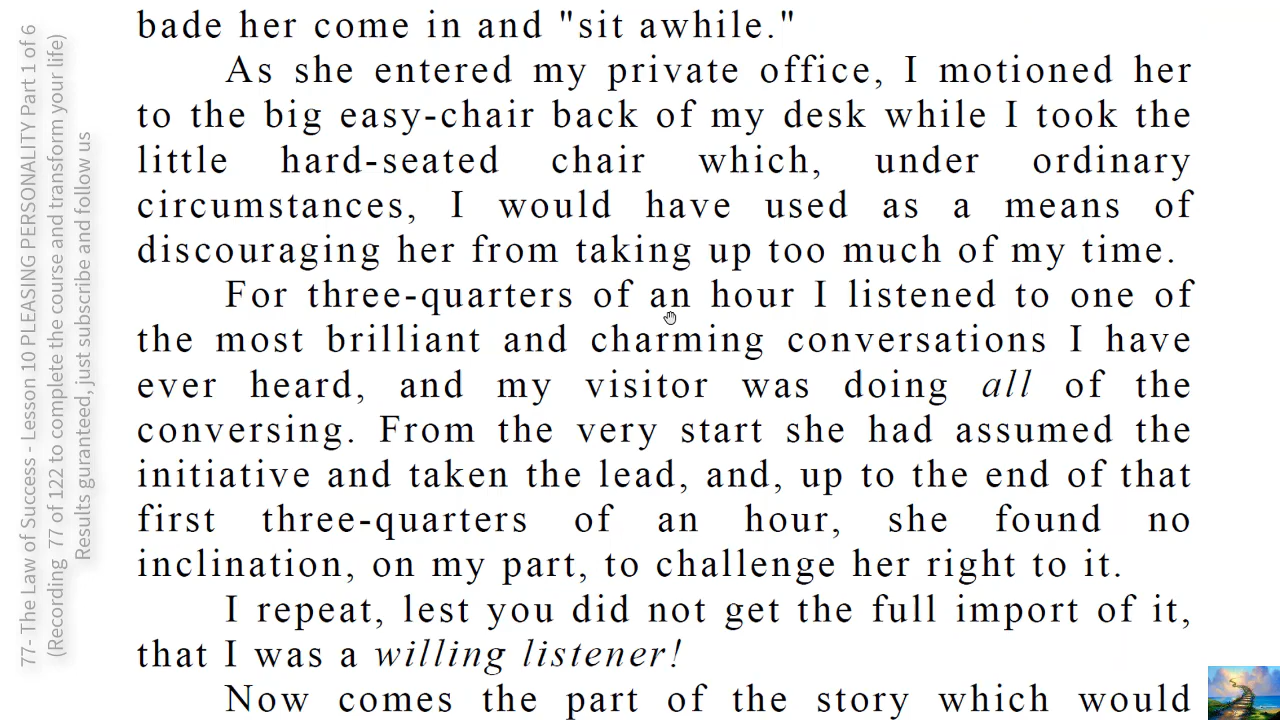 bade her come in and "sit awhile."
As she entered my private office, I motioned her
to the big easy-chair back of my desk while I took the
little hard-seated chair which, under ordinary
circumstances, I would have used as a means of
discouraging her from taking up too much of my time.
For three-quarters of an hour I listened to one of
the most brilliant and charming conversations I have
ever heard, and my visitor was doing all of the
conversing. From the very start she had assumed the
initiative and taken the lead, and, up to the end of that
first three-quarters of an hour, she found no
inclination, on my part, to challenge her right to it.
I repeat, lest you did not get the full import of it,
that I was a willing listener!
Now comes the part of the story which would
77- The Law of Success - Lesson 10 PLEASING PERSONALITY Part 1 of 6
(Recording 77 of 122 to complete the course and transform your life)
Results guranteed, just subscribe and follow us